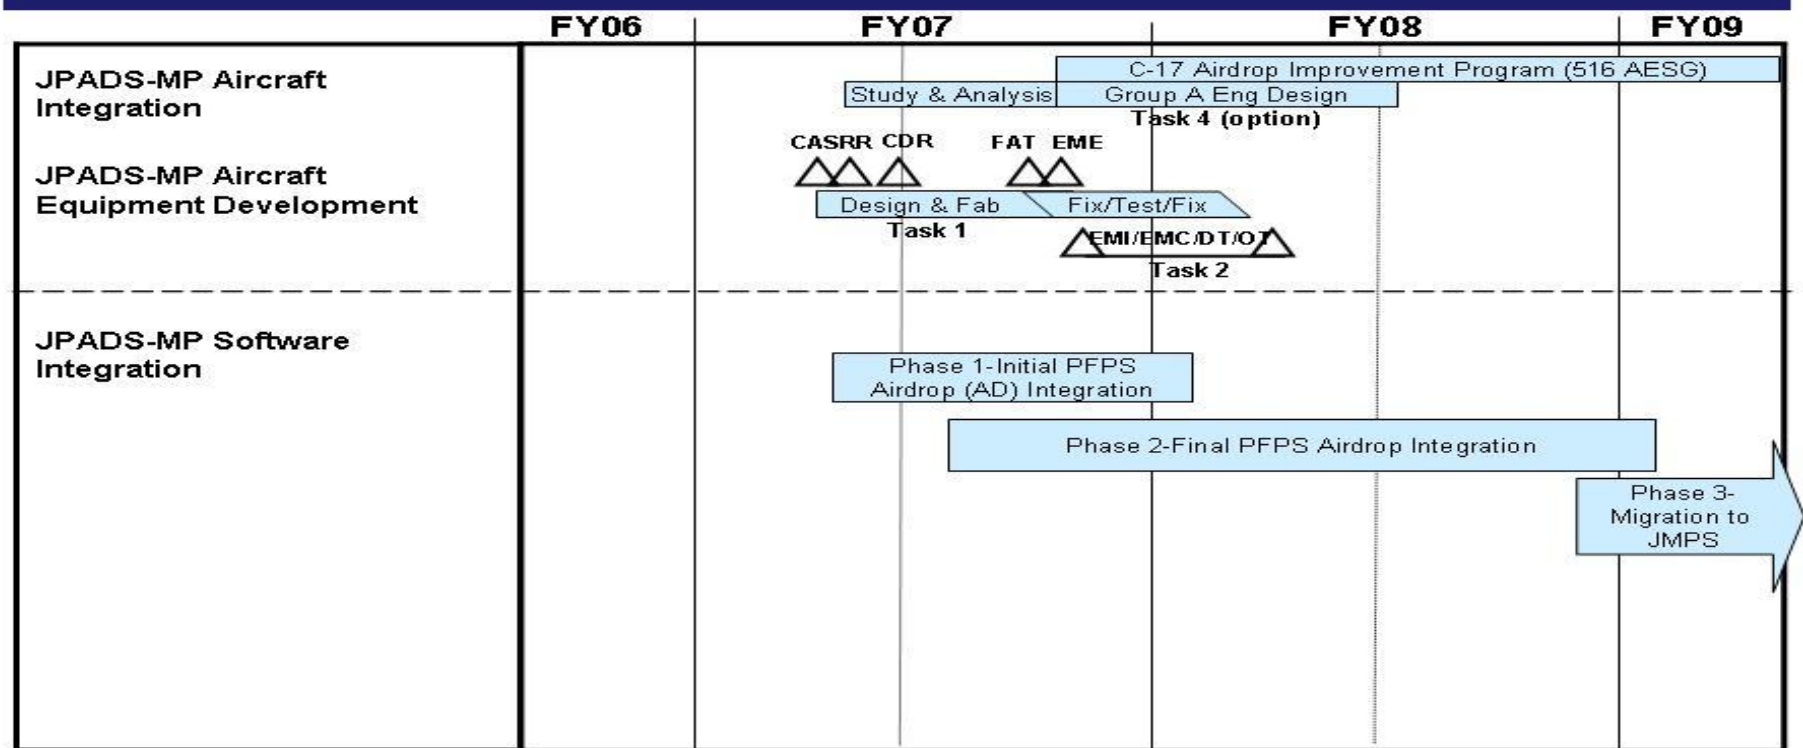 FY06 FY07 FY08 FY09
JPADS-MP Aircraft
Integration
C-17 Airdrop Improvement Program (516 AESG)
Study & Analysis Group A Eng Design
Task 4 (option)
CA SRR CDR FAT EME
JPADS-MP Aircraft
Equipment Development
Design & Fab Fix/Test/Fix
Task 1
EMI/EMC/DT/OT
Task 2
JPADS-MP Software
Integration
Phase 1-Initial PFPS
Airdrop (AD) Integration
Phase 2-Final PFPS Airdrop Integration
Phase 3-
Migration to
JMPS